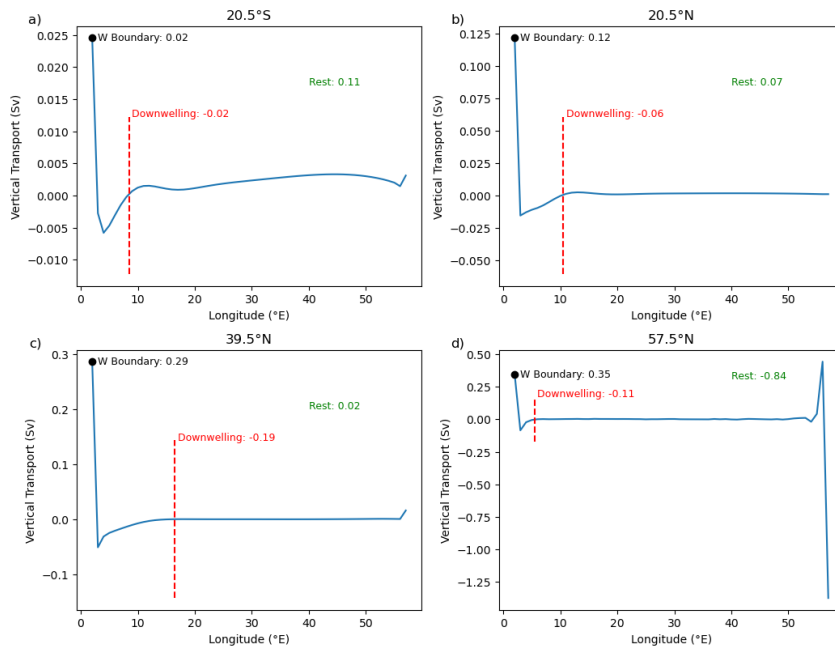 a)
20.5°S
0.025
0.020
0.015
0.010
0.005
0.000
−0.005
−0.010
Vertical Transport (Sv)
W Boundary: 0.02
Rest: 0.11
Downwelling: -0.02
0 10 20 30 40 50
Longitude (°E)
b)
20.5°N
0.125
0.100
0.075
0.050
0.025
0.000
−0.025
−0.050
Vertical Transport (Sv)
W Boundary: 0.12
Rest: 0.07
Downwelling: -0.06
0 10 20 30 40 50
Longitude (°E)
c)
39.5°N
0.3
0.2
0.1
0.0
−0.1
Vertical Transport (Sv)
W Boundary: 0.29
Rest: 0.02
Downwelling: -0.19
0 10 20 30 40 50
Longitude (°E)
d)
57.5°N
0.50
0.25
0.00
−0.25
−0.50
−0.75
−1.00
−1.25
Vertical Transport (Sv)
W Boundary: 0.35
Rest: -0.84
Downwelling: -0.11
0 10 20 30 40 50
Longitude (°E)